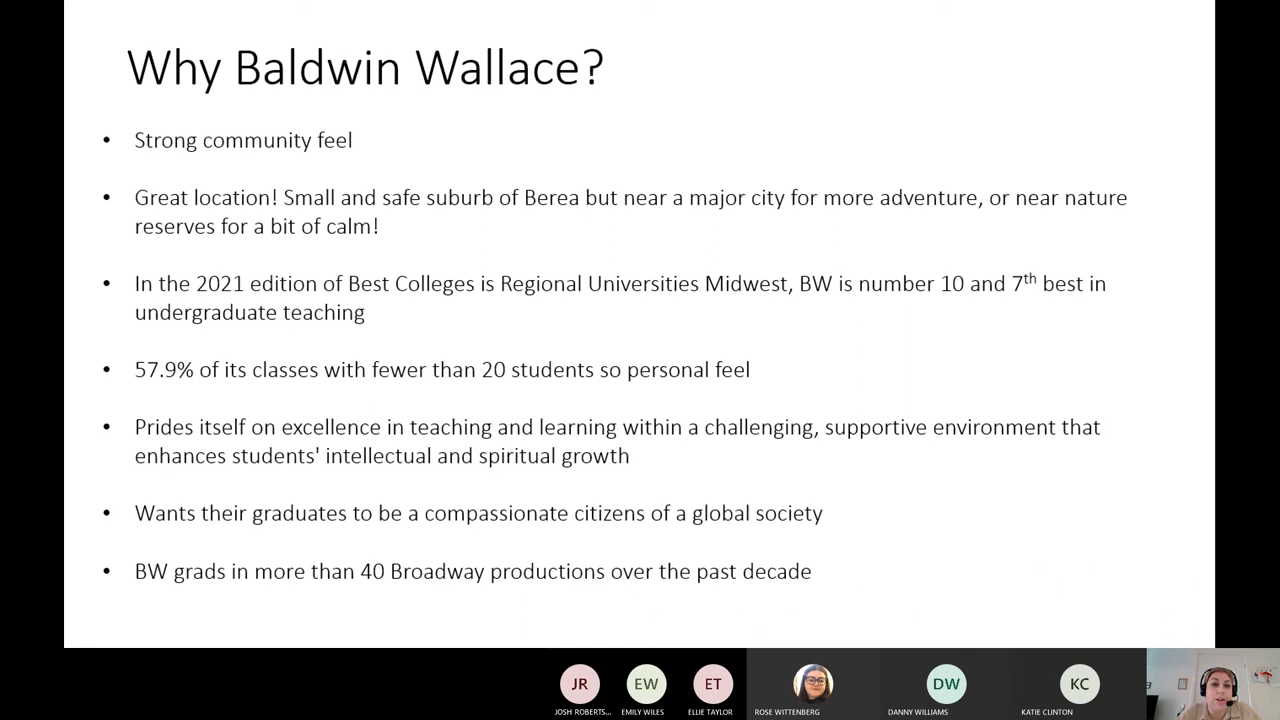 Why Baldwin Wallace?
• Strong community feel
• Great location! Small and safe suburb of Berea but near a major city for more adventure, or near nature
reserves for a bit of calm!
• In the 2021 edition of Best Colleges is Regional Universities Midwest, BW is number 10 and 7th best in
undergraduate teaching
• 57.9% of its classes with fewer than 20 students so personal feel
• Prides itself on excellence in teaching and learning within a challenging, supportive environment that
enhances students' intellectual and spiritual growth
• Wants their graduates to be a compassionate citizens of a global society
• BW grads in more than 40 Broadway productions over the past decade
JR EW ET DW KC
JOSH ROBERTS... EMILY WILES ELLIE TAYLOR ROSE WITTENBERG DANNY WILLIAMS KATIE CLINTON